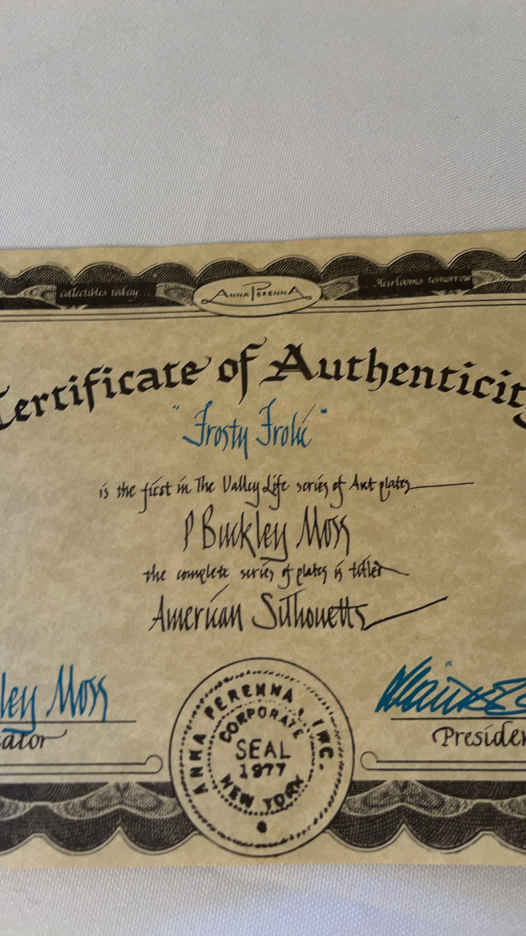 Collectibles today...
Anna Perenna
...Heirlooms tomorrow
Certificate of Authenticity
"Frosty Frolic"
is the first in The Valley Life series of Art plates
P Buckley Moss
the complete series of plates is titled
American Silhouettes
ley Moss
ator
Presiden
ANNA PERENNA, INC.
CORPORATE
SEAL
1977
NEW YORK